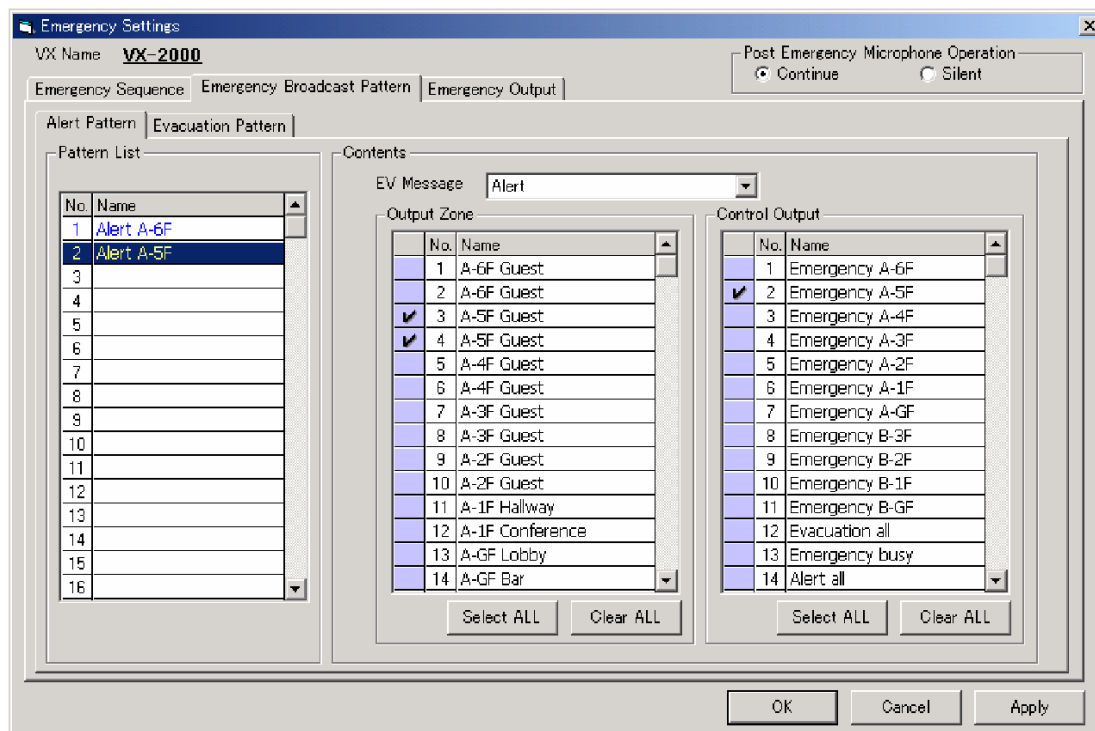 Emergency Settings
VX Name VX-2000
Post Emergency Microphone Operation
Continue Silent
Emergency Sequence Emergency Broadcast Pattern Emergency Output
Alert Pattern Evacuation Pattern
Pattern List
No. Name
1 Alert A-6F
2 Alert A-5F
3
4
5
6
7
8
9
10
11
12
13
14
15
16
Contents
EV Message Alert
Output Zone
No. Name
1 A-6F Guest
2 A-6F Guest
3 A-5F Guest
4 A-5F Guest
5 A-4F Guest
6 A-4F Guest
7 A-3F Guest
8 A-3F Guest
9 A-2F Guest
10 A-2F Guest
11 A-1F Hallway
12 A-1F Conference
13 A-GF Lobby
14 A-GF Bar
Select ALL Clear ALL
Control Output
No. Name
1 Emergency A-6F
2 Emergency A-5F
3 Emergency A-4F
4 Emergency A-3F
5 Emergency A-2F
6 Emergency A-1F
7 Emergency A-GF
8 Emergency B-3F
9 Emergency B-2F
10 Emergency B-1F
11 Emergency B-GF
12 Evacuation all
13 Emergency busy
14 Alert all
Select ALL Clear ALL
OK Cancel Apply